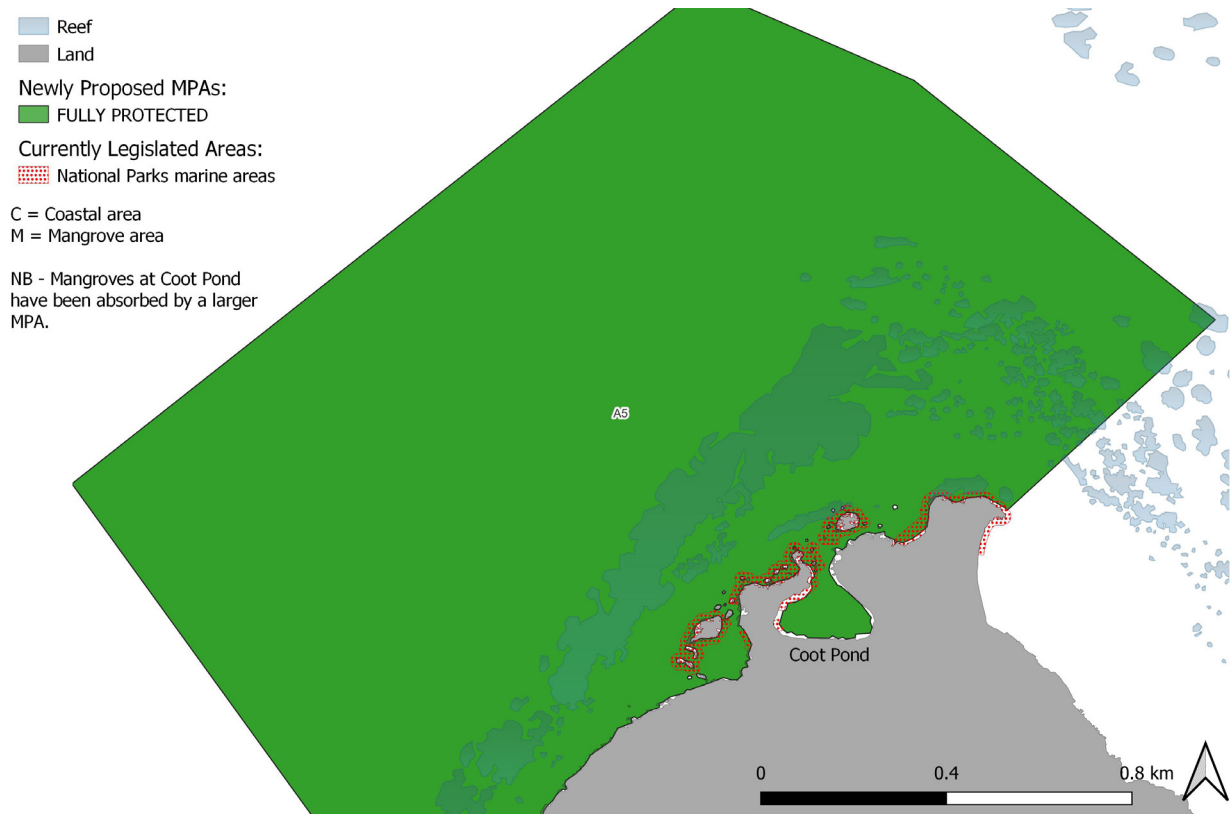 Reef
Land
Newly Proposed MPAs:
FULLY PROTECTED
Currently Legislated Areas:
National Parks marine areas
C = Coastal area
M = Mangrove area
NB - Mangroves at Coot Pond
have been absorbed by a larger
MPA.
A5
Coot Pond
0 0.4 0.8 km